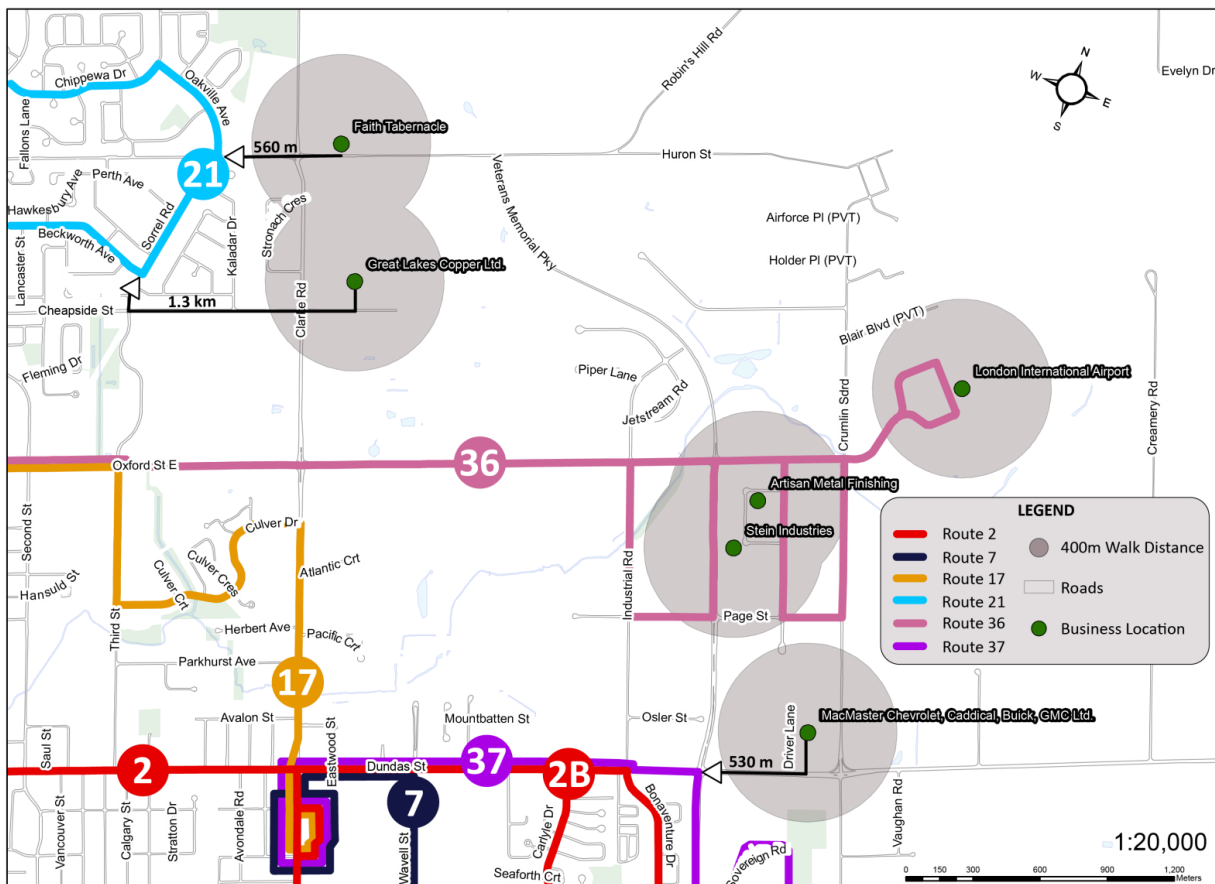 Chippewa Dr
Oakville Ave
Fallons Lane
Perth Ave
Hawkesbury Ave
Beckworth Ave
Sorrel Rd
Lancaster St
Kaladar Dr
Stronach Cres
21
560 m
Faith Tabernacle
Great Lakes Copper Ltd.
1.3 km
Cheapside St
Clarke Rd
Fleming Dr
Robin's Hill Rd
Huron St
Veterans Memorial Pky
Airforce Pl (PVT)
Holder Pl (PVT)
Blair Blvd (PVT)
Evelyn Dr
N
W
E
S
Piper Lane
Jetstream Rd
Crumlin Sdrd
London International Airport
Creamery Rd
Oxford St E
36
Artisan Metal Finishing
Stein Industries
Second St
Hansuld St
Third St
Culver Dr
Culver Cres
Culver Crt
Atlantic Crt
Herbert Ave
Pacific Crt
Parkhurst Ave
17
Industrial Rd
Page St
LEGEND
Route 2
Route 7
Route 17
Route 21
Route 36
Route 37
400m Walk Distance
Roads
Business Location
Saul St
Avalon St
Eastwood St
Mountbatten St
Osler St
Driver Lane
MacMaster Chevrolet, Caddical, Buick, GMC Ltd.
2
Dundas St
37
2B
530 m
7
Vancouver St
Calgary St
Stratton Dr
Avondale Rd
Wavell St
Carlyle Dr
Seaforth Crt
Bonaventure Dr
Sovereign Rd
Vaughan Rd
1:20,000
0 150 300 600 900 1,200
Meters